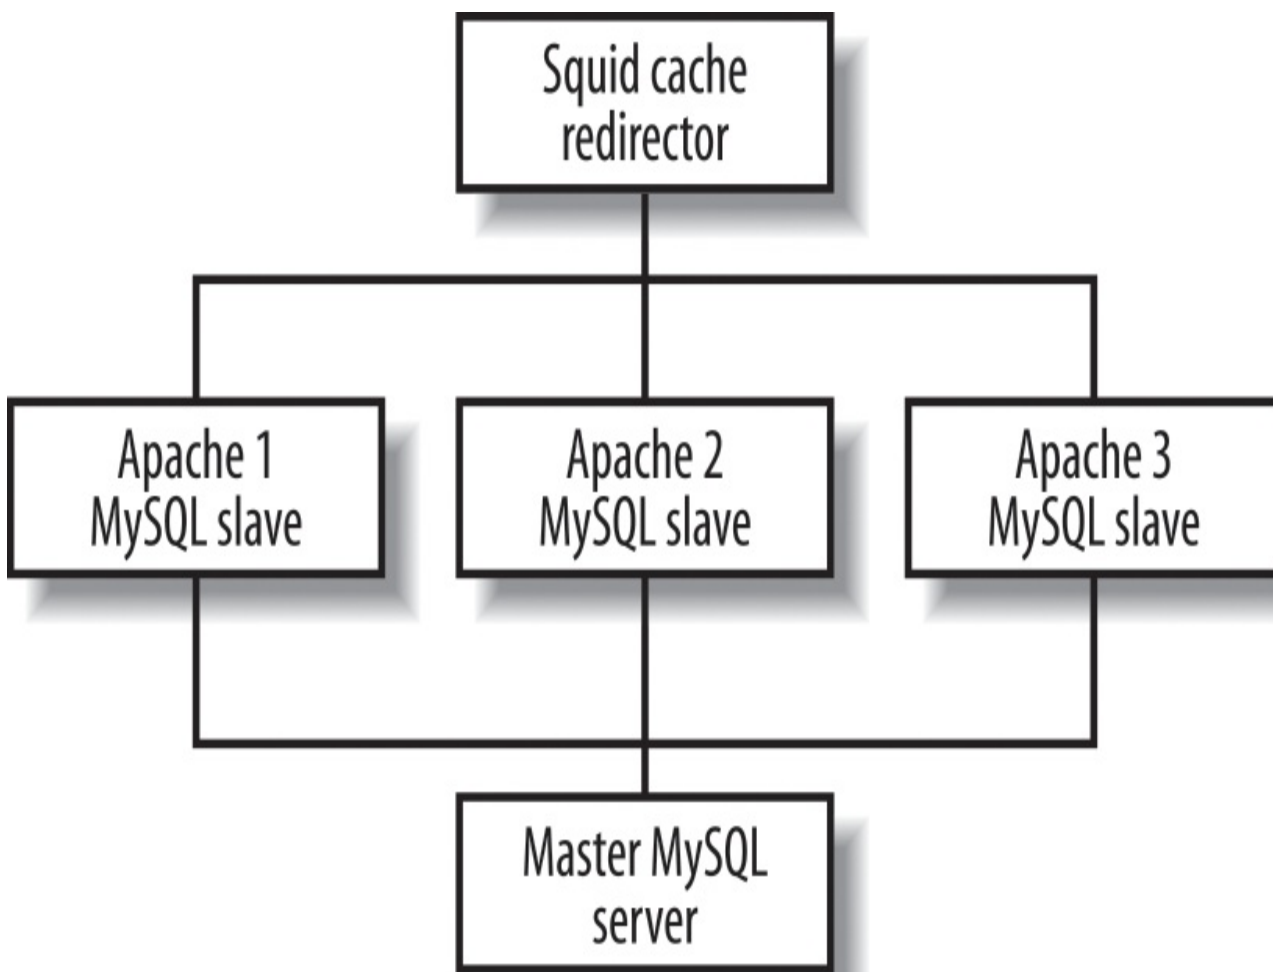 Squid cache
redirector
Apache 1
MySQL slave
Apache 2
MySQL slave
Apache 3
MySQL slave
Master MySQL
server